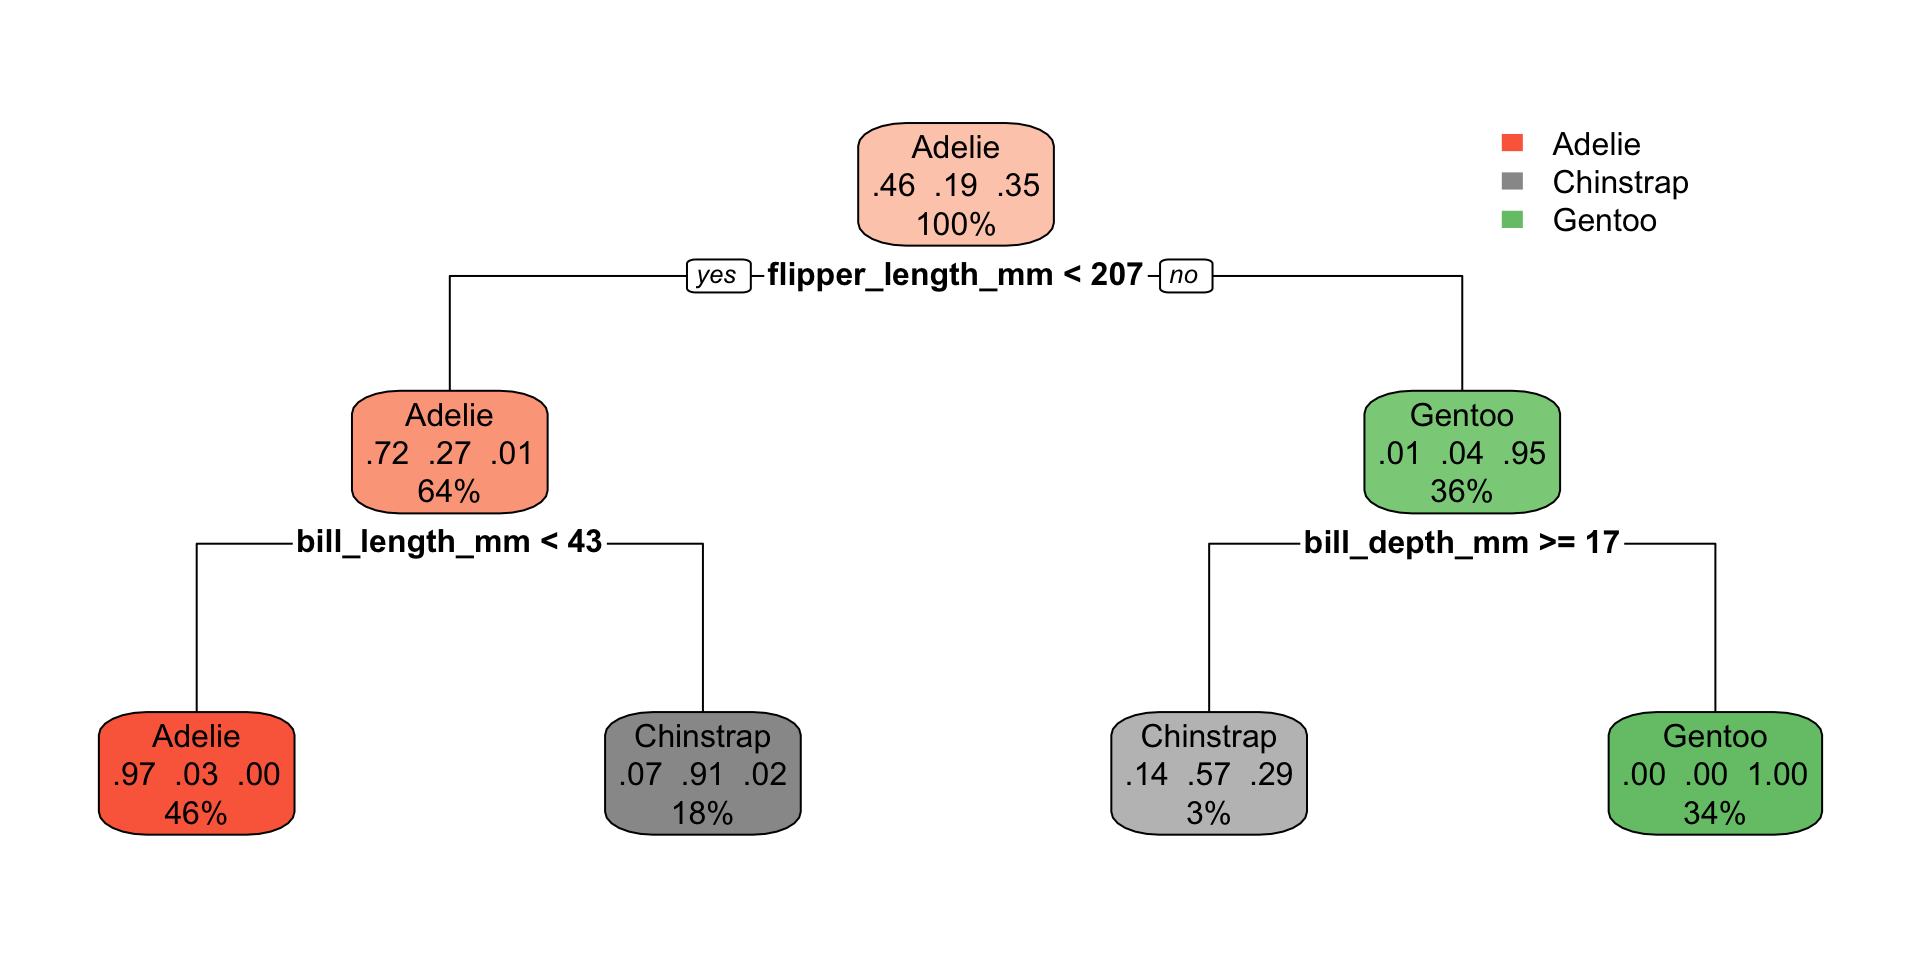 Adelie
.46 .19 .35
100%
Adelie
Chinstrap
Gentoo
yes flipper_length_mm < 207 no
Adelie
.72 .27 .01
64%
Gentoo
.01 .04 .95
36%
bill_length_mm < 43
bill_depth_mm >= 17
Adelie
.97 .03 .00
46%
Chinstrap
.07 .91 .02
18%
Chinstrap
.14 .57 .29
3%
Gentoo
.00 .00 1.00
34%